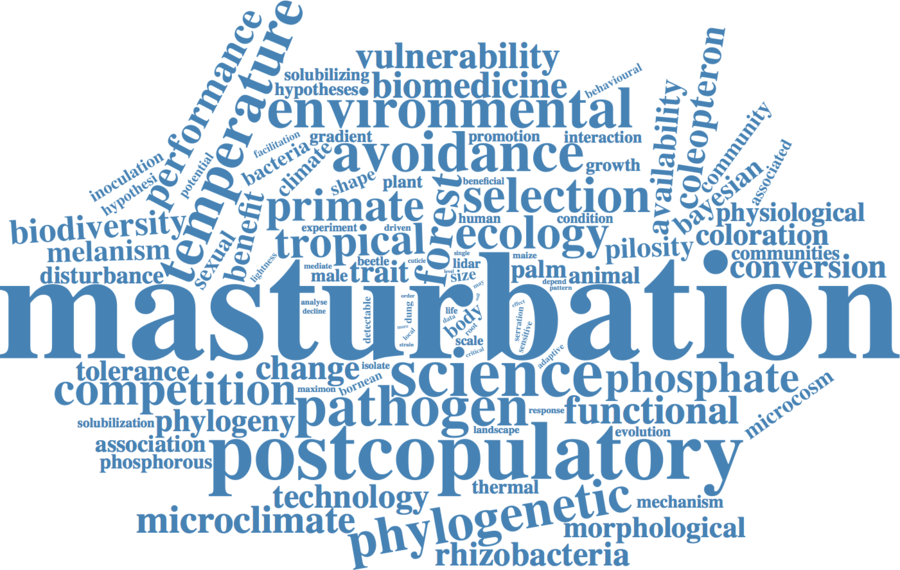 vulnerability
solubilizing
hypotheses
biomedicine
behavioural
environmental
performance
temperature
inoculation
hypothesi
potential
facilitation
gradient
promotion
interaction
bacteria
climate
avoidance
growth
availability
coleopteron
community
associated
bayesian
shape
plant
beneficial
selection
primate
forest
human
condition
physiological
biodiversity
benefit
sexual
lightness
experiment
driven
tropical
ecology
pilosity
coloration
melanism
disturbance
beetle
cuticle
single
lidar
maize
communities
conversion
mediate
male
trait
size
palm
animal
depend
pattern
masturbation
analyse
decline
detectable
order
dung
local
strain
may
life
data
body
root
scale
critical
effect
serration
sensitive
adaptive
tolerance
change
isolate
science
phosphate
competition
maximon
bornean
pathogen
response
functional
microcosm
solubilization
phylogeny
landscape
evolution
association
postcopulatory
phosphorous
technology
thermal
phylogenetic
mechanism
microclimate
morphological
rhizobacteria